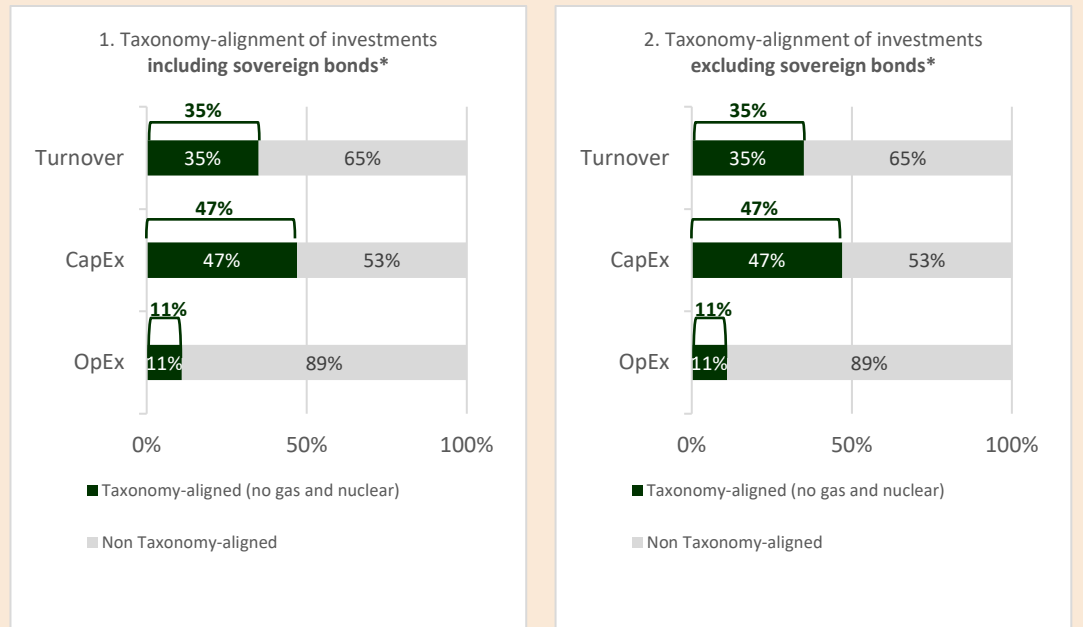 1. Taxonomy-alignment of investments
including sovereign bonds*
35%
Turnover
35%
65%
47%
CapEx
47%
53%
11%
OpEx
11%
89%
0%
50%
100%
Taxonomy-aligned (no gas and nuclear)
Non Taxonomy-aligned
2. Taxonomy-alignment of investments
excluding sovereign bonds*
35%
Turnover
35%
65%
47%
CapEx
47%
53%
11%
OpEx
11%
89%
0%
50%
100%
Taxonomy-aligned (no gas and nuclear)
Non Taxonomy-aligned